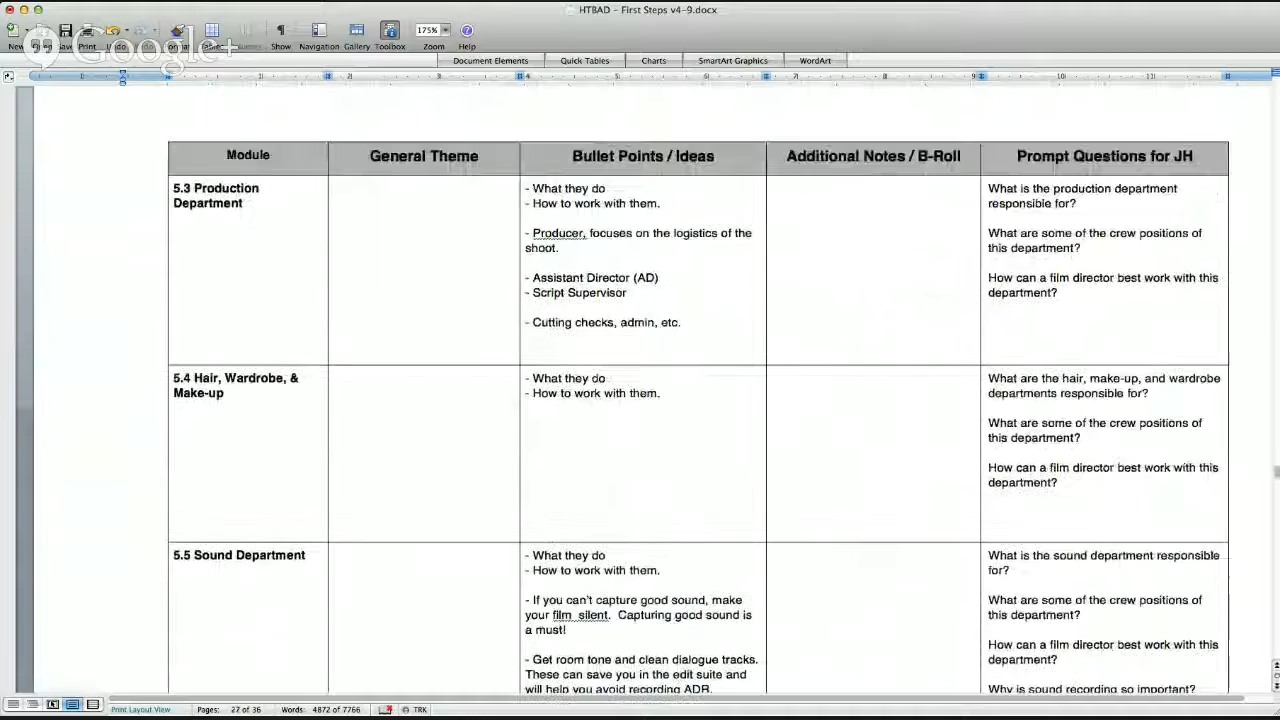 HTBAD - First Steps v4-9.docx
Google+
New Print Show Navigation Gallery Toolbox Zoom Help
175%
Document Elements Quick Tables Charts SmartArt Graphics WordArt
Module General Theme Bullet Points / Ideas Additional Notes / B-Roll Prompt Questions for JH
5.3 Production
Department
- What they do
- How to work with them.
- Producer, focuses on the logistics of the
shoot.
- Assistant Director (AD)
- Script Supervisor
- Cutting checks, admin, etc.
What is the production department
responsible for?
What are some of the crew positions of
this department?
How can a film director best work with this
department?
5.4 Hair, Wardrobe, &
Make-up
- What they do
- How to work with them.
What are the hair, make-up, and wardrobe
departments responsible for?
What are some of the crew positions of
this department?
How can a film director best work with this
department?
5.5 Sound Department
- What they do
- How to work with them.
- If you can't capture good sound, make
your film silent. Capturing good sound is
a must!
- Get room tone and clean dialogue tracks.
These can save you in the edit suite and
will help you avoid recording ADR.
What is the sound department responsible
for?
What are some of the crew positions of
this department?
How can a film director best work with this
department?
Why is sound recording so important?
Print Layout View Pages: 27 of 36 Words: 4872 of 7766 TRK